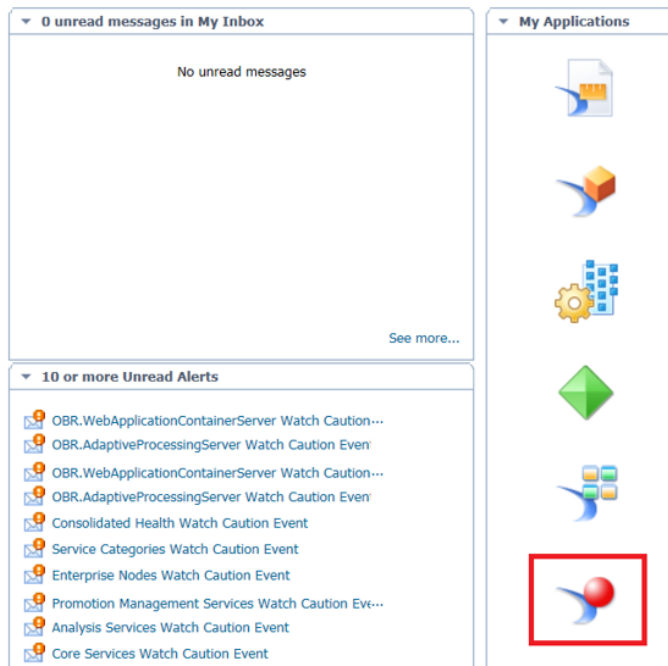 0 unread messages in My Inbox
No unread messages
See more...
10 or more Unread Alerts
OBR.WebApplicationContainerServer Watch Caution...
OBR.AdaptiveProcessingServer Watch Caution Even
OBR.WebApplicationContainerServer Watch Caution...
OBR.AdaptiveProcessingServer Watch Caution Even
Consolidated Health Watch Caution Event
Service Categories Watch Caution Event
Enterprise Nodes Watch Caution Event
Promotion Management Services Watch Caution Eve...
Analysis Services Watch Caution Event
Core Services Watch Caution Event
My Applications